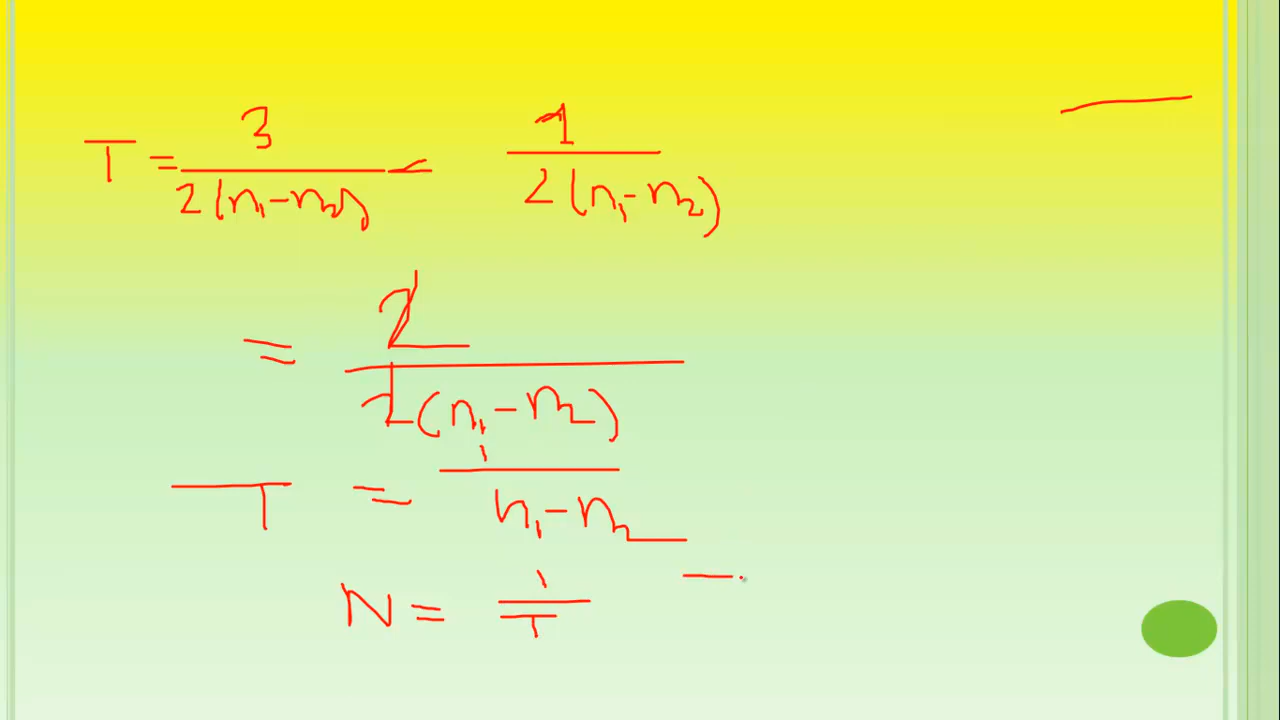 T = 3/2(n₁-n₂) - 1/2(n₁-n₂)
= 2/2(n₁-n₂)
T = 1/n₁-n₂
N = 1/T =